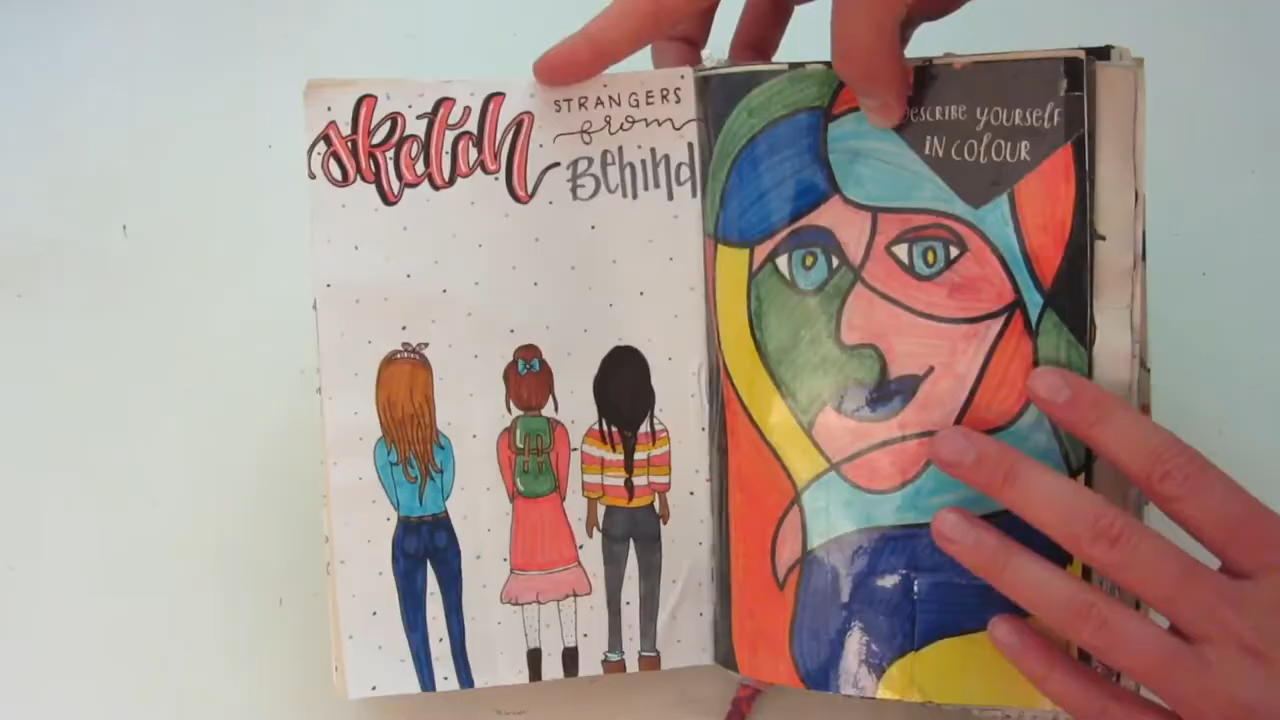 sketch
STRANGERS
from
Behind
DESCRIBE YOURSELF
IN COLOUR